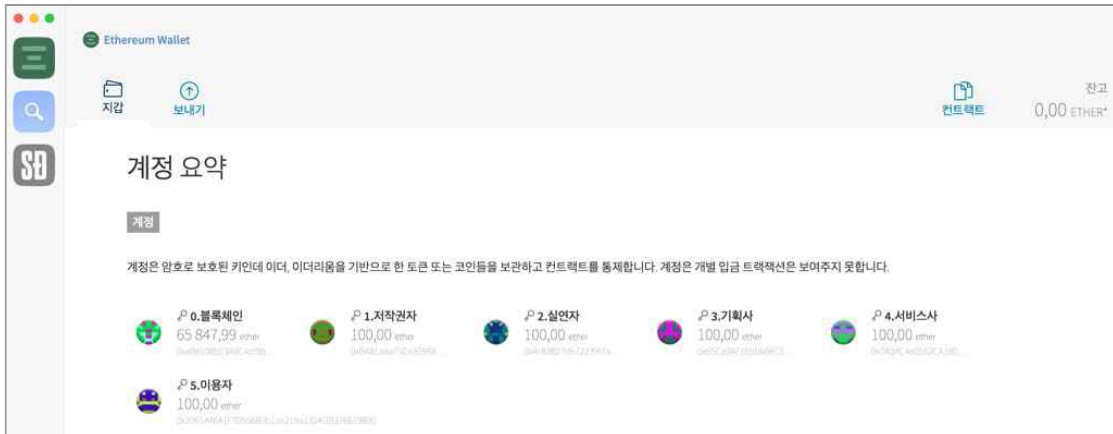 Ethereum Wallet
지갑
보내기
컨트랙트
잔고
0,00 ETHER*
SÐ
계정 요약
계정
계정은 암호로 보호된 키인데 이더, 이더리움을 기반으로 한 토큰 또는 코인들을 보관하고 컨트랙트를 통제합니다. 계정은 개별 입금 트랙잭션은 보여주지 못합니다.
0.블록체인
65 847,99 ether
1.저작권자
100,00 ether
2.실연자
100,00 ether
3.기획사
100,00 ether
4.서비스사
100,00 ether
5.이용자
100,00 ether